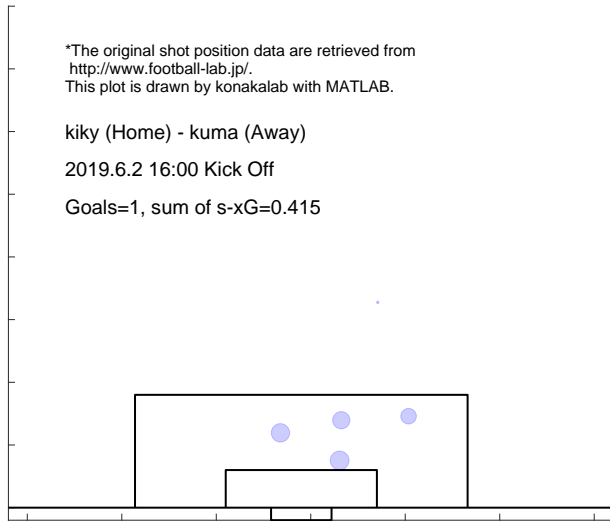 *The original shot position data are retrieved from
http://www.football-lab.jp/.
This plot is drawn by konakalab with MATLAB.
kiky (Home) - kuma (Away)
2019.6.2 16:00 Kick Off
Goals=1, sum of s-xG=0.415